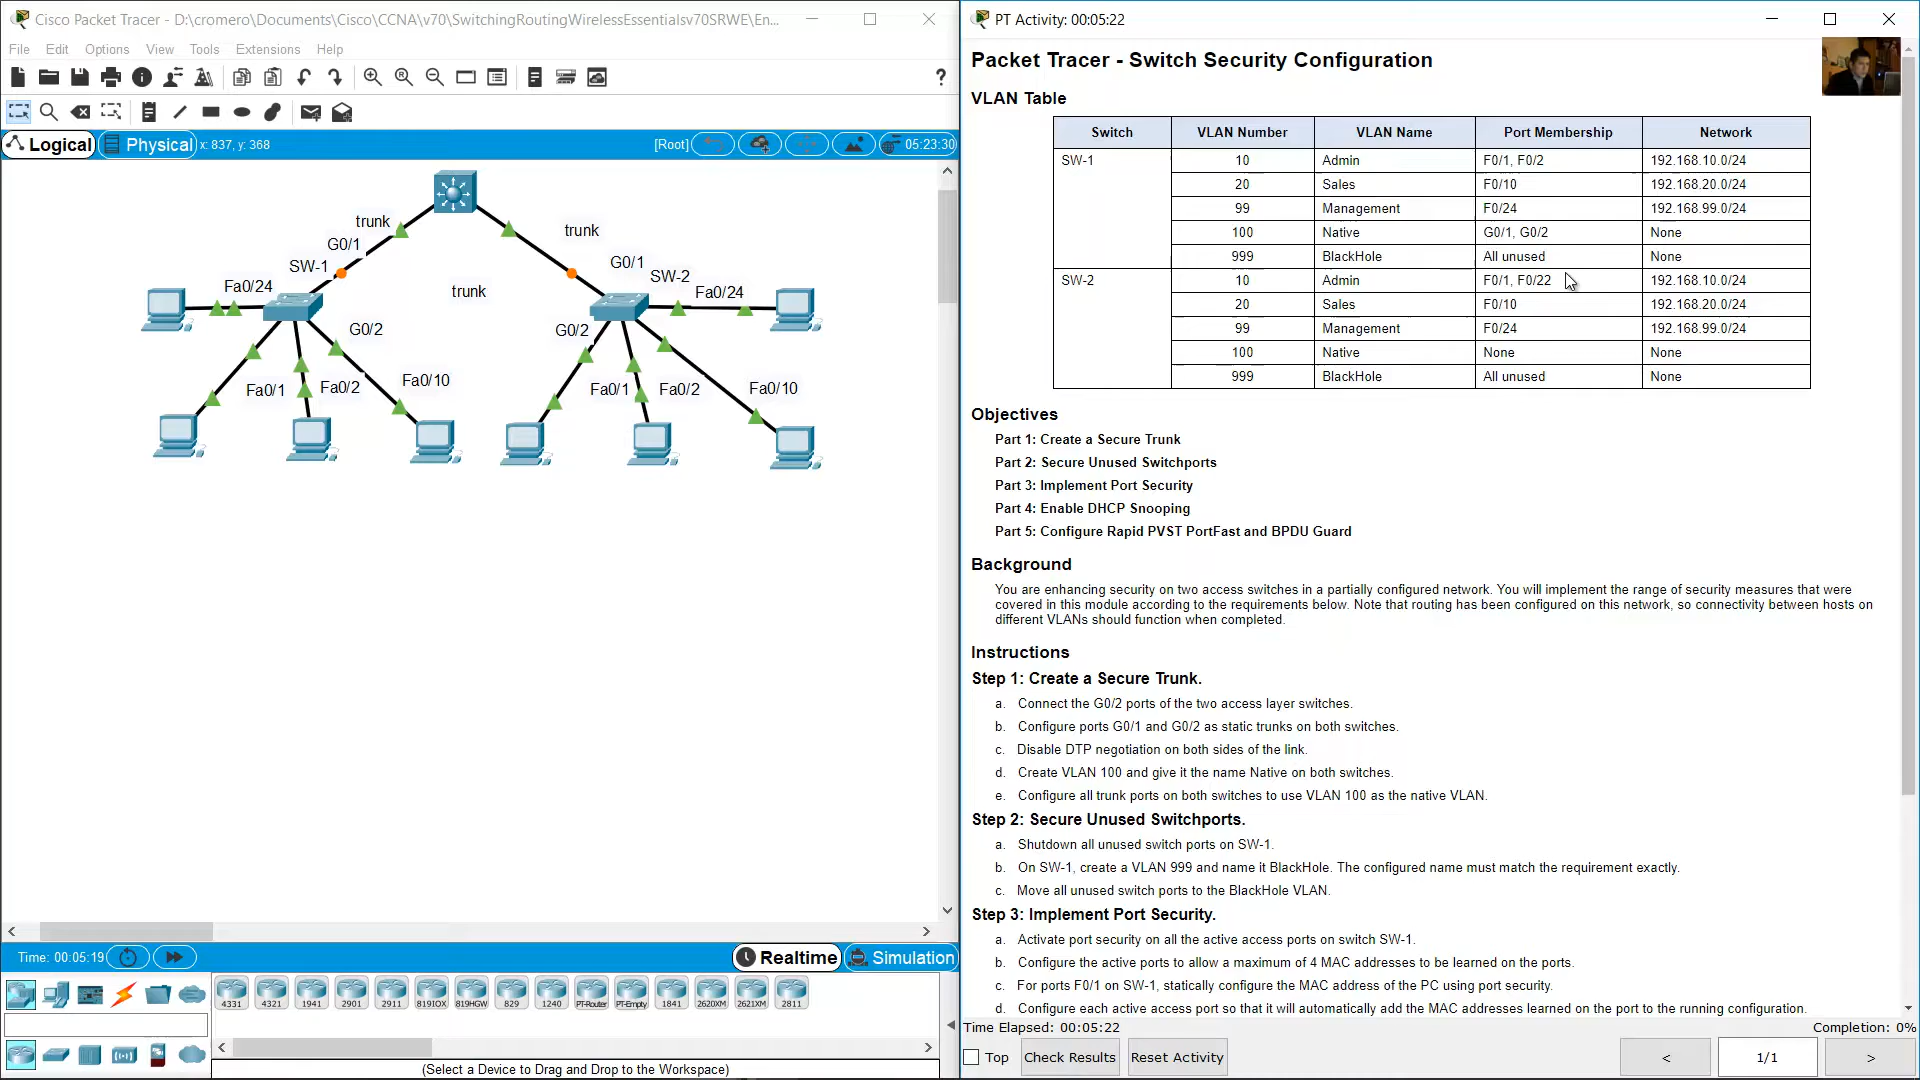 Cisco Packet Tracer - D:\cromero\Documents\Cisco\CCNA\v70\SwitchingRoutingWirelessEssentialsv70SRWE\En...
File Edit Options View Tools Extensions Help
?
Logical Physical x: 837, y: 368 [Root] 05:23:30
trunk
trunk
G0/1
G0/1
SW-1
SW-2
Fa0/24
trunk
Fa0/24
G0/2
G0/2
Fa0/1
Fa0/2
Fa0/10
Fa0/1
Fa0/2
Fa0/10
Time: 00:05:19
Realtime Simulation
4331 4321 1941 2901 2911 819IOX 819HGW 829 1240 PT-Router PT-Empty 1841 2620XM 2621XM 2811
(Select a Device to Drag and Drop to the Workspace)
PT Activity: 00:05:22
Packet Tracer - Switch Security Configuration
VLAN Table
Switch VLAN Number VLAN Name Port Membership Network
SW-1 10 Admin F0/1, F0/2 192.168.10.0/24
20 Sales F0/10 192.168.20.0/24
99 Management F0/24 192.168.99.0/24
100 Native G0/1, G0/2 None
999 BlackHole All unused None
SW-2 10 Admin F0/1, F0/22 192.168.10.0/24
20 Sales F0/10 192.168.20.0/24
99 Management F0/24 192.168.99.0/24
100 Native None None
999 BlackHole All unused None
Objectives
Part 1: Create a Secure Trunk
Part 2: Secure Unused Switchports
Part 3: Implement Port Security
Part 4: Enable DHCP Snooping
Part 5: Configure Rapid PVST PortFast and BPDU Guard
Background
You are enhancing security on two access switches in a partially configured network. You will implement the range of security measures that were
covered in this module according to the requirements below. Note that routing has been configured on this network, so connectivity between hosts on
different VLANs should function when completed.
Instructions
Step 1: Create a Secure Trunk.
a. Connect the G0/2 ports of the two access layer switches.
b. Configure ports G0/1 and G0/2 as static trunks on both switches.
c. Disable DTP negotiation on both sides of the link.
d. Create VLAN 100 and give it the name Native on both switches.
e. Configure all trunk ports on both switches to use VLAN 100 as the native VLAN.
Step 2: Secure Unused Switchports.
a. Shutdown all unused switch ports on SW-1.
b. On SW-1, create a VLAN 999 and name it BlackHole. The configured name must match the requirement exactly.
c. Move all unused switch ports to the BlackHole VLAN.
Step 3: Implement Port Security.
a. Activate port security on all the active access ports on switch SW-1.
b. Configure the active ports to allow a maximum of 4 MAC addresses to be learned on the ports.
c. For ports F0/1 on SW-1, statically configure the MAC address of the PC using port security.
d. Configure each active access port so that it will automatically add the MAC addresses learned on the port to the running configuration.
Time Elapsed: 00:05:22 Completion: 0%
Top Check Results Reset Activity < 1/1 >